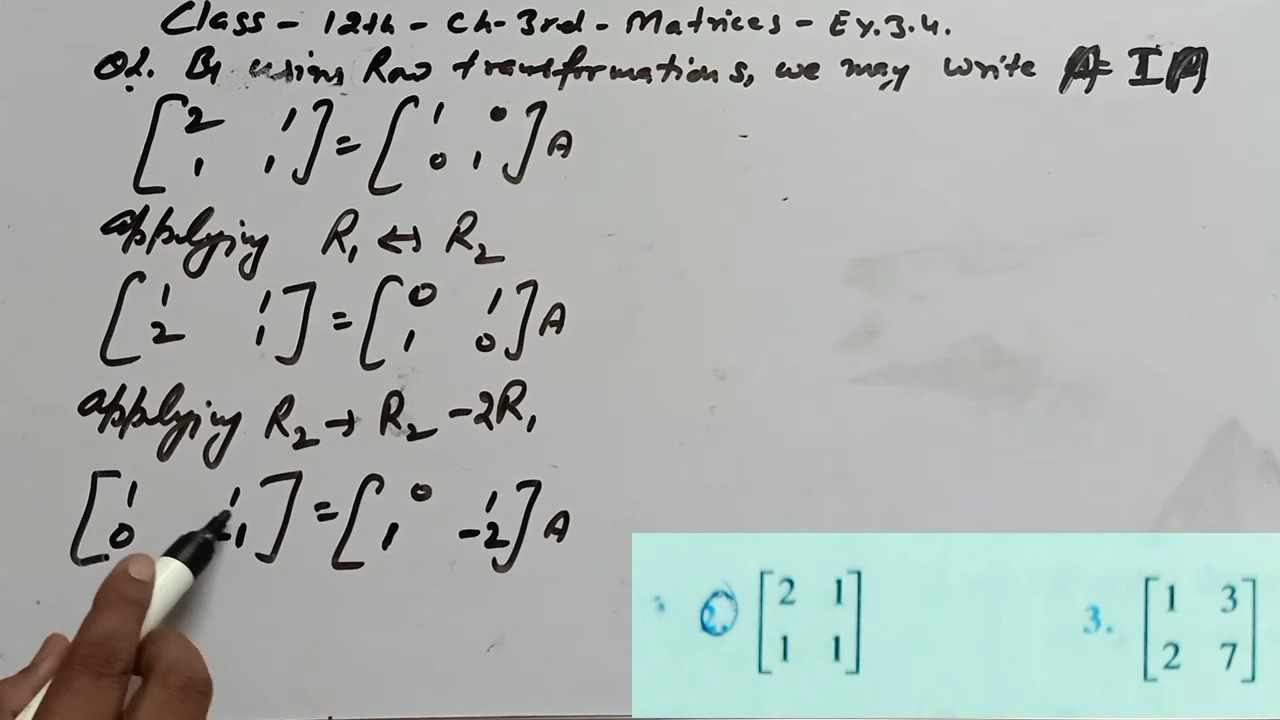 Class - 12th - Ch-3rd - Matrices - Ex.3.4.
Q2. By using Row transformations, we may write A = IA
[2 1
1 1] = [1 0
0 1] A
applying R₁ ↔ R₂
[1 1
2 1] = [0 1
1 0] A
applying R₂ → R₂ -2R₁
[1 1
0 -1] = [0 1
1 -2] A
2. [2 1
1 1]
3. [1 3
2 7]